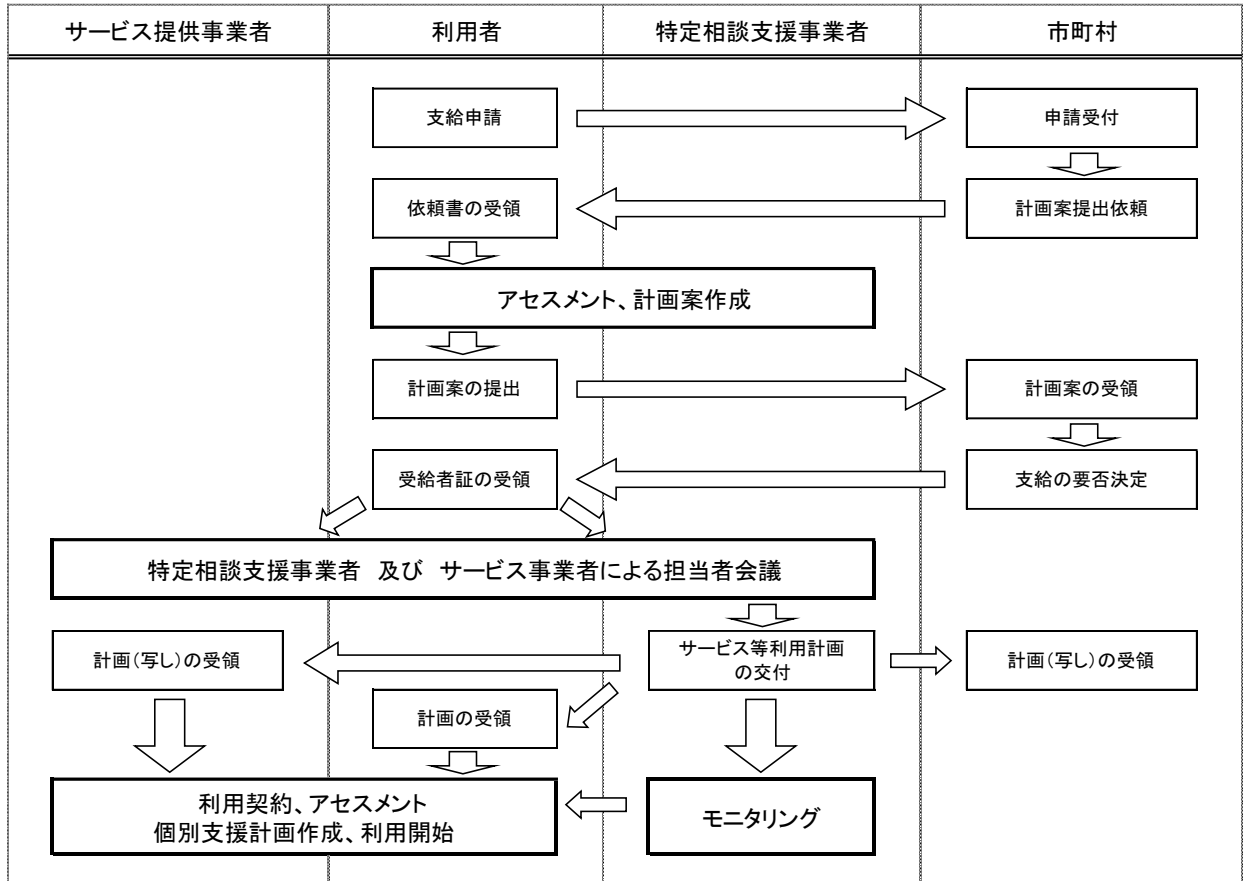 サービス提供事業者
利用者
特定相談支援事業者
市町村
支給申請
申請受付
依頼書の受領
計画案提出依頼
アセスメント、計画案作成
計画案の提出
計画案の受領
受給者証の受領
支給の要否決定
特定相談支援事業者 及び サービス事業者による担当者会議
計画(写し)の受領
サービス等利用計画
の交付
計画(写し)の受領
計画の受領
利用契約、アセスメント
個別支援計画作成、利用開始
モニタリング